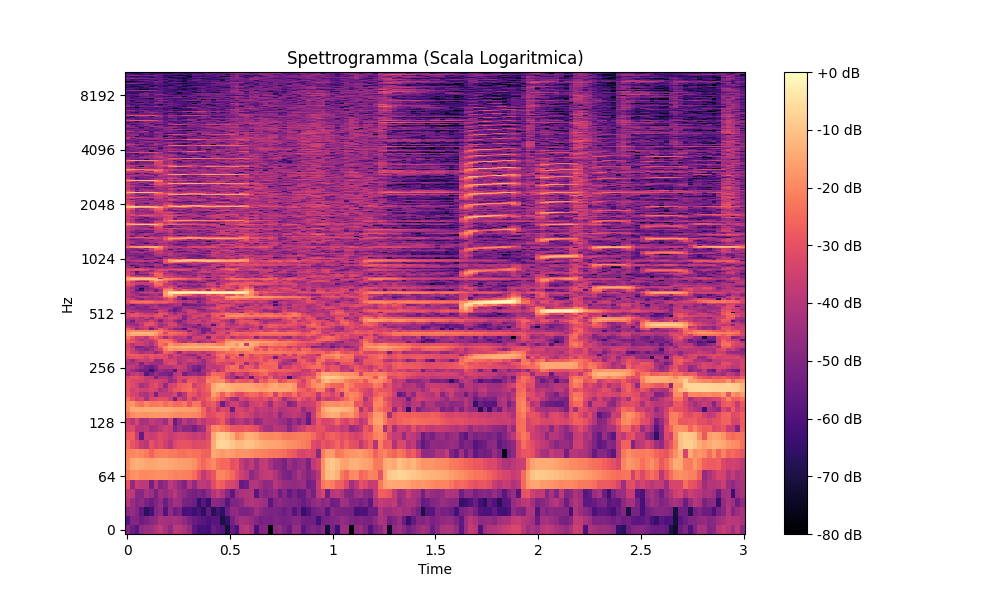 Spettrogramma (Scala Logaritmica)
8192
4096
2048
1024
512
256
128
64
0
Hz
0
0.5
1
1.5
2
2.5
3
Time
+0 dB
-10 dB
-20 dB
-30 dB
-40 dB
-50 dB
-60 dB
-70 dB
-80 dB